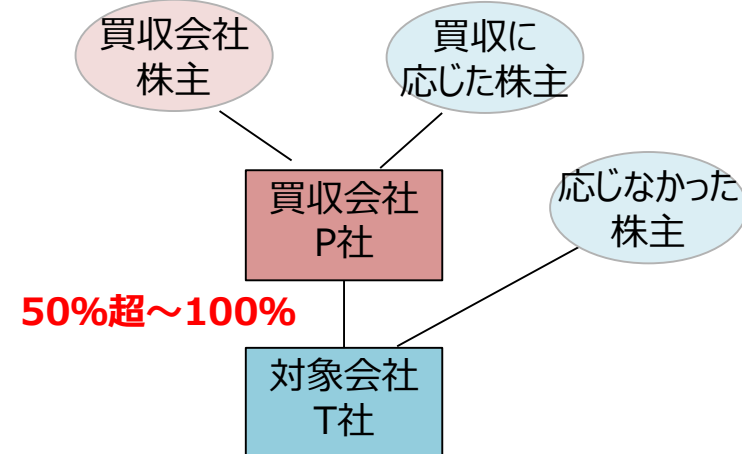 買収会社
株主
買収に
応じた株主
買収会社
P社
応じなかった
株主
50%超～100%
対象会社
T社